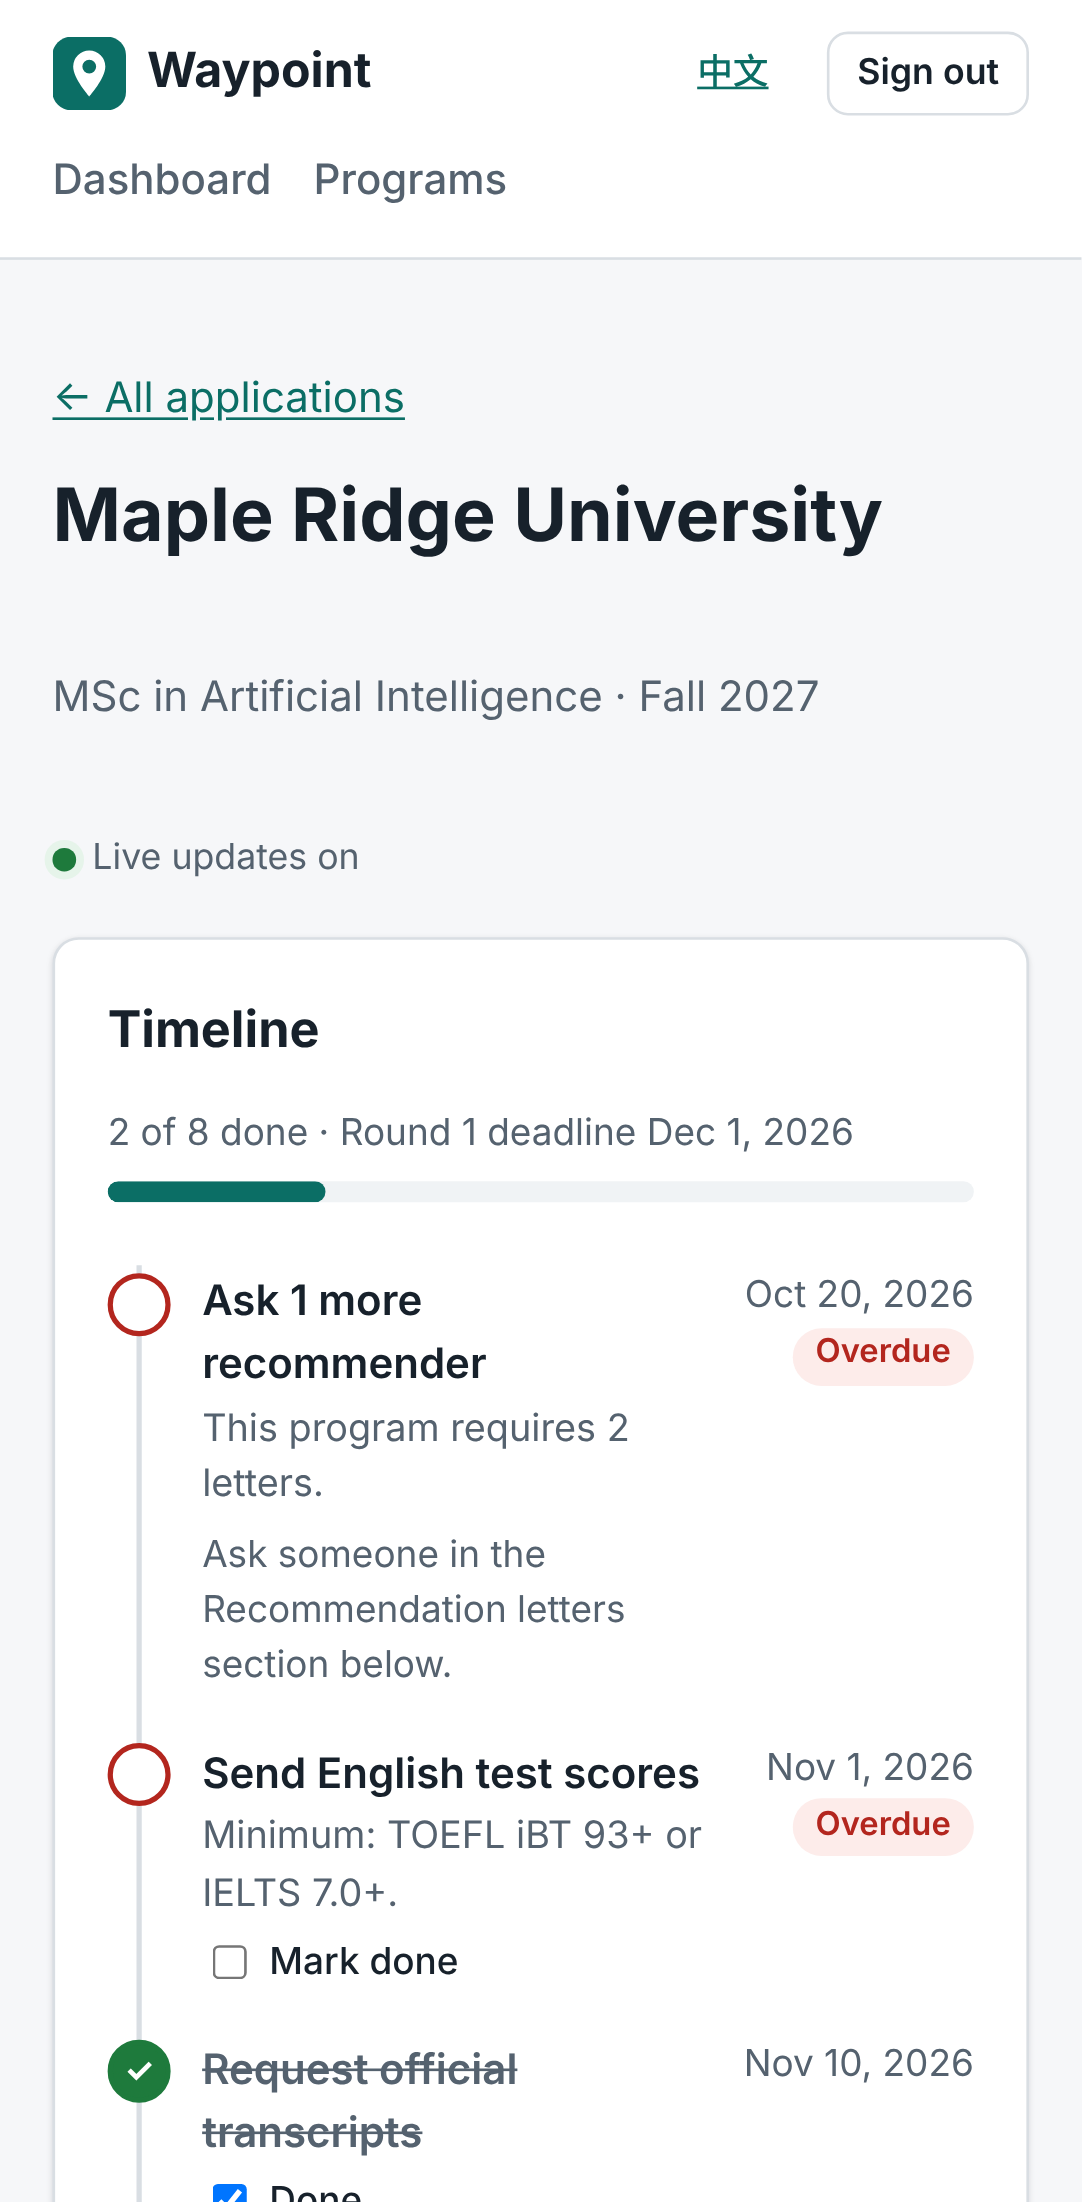 Waypoint
中文
Sign out
Dashboard Programs
← All applications
Maple Ridge University
MSc in Artificial Intelligence · Fall 2027
Live updates on
Timeline
2 of 8 done · Round 1 deadline Dec 1, 2026
Ask 1 more
recommender
Oct 20, 2026
Overdue
This program requires 2
letters.
Ask someone in the
Recommendation letters
section below.
Send English test scores
Nov 1, 2026
Overdue
Minimum: TOEFL iBT 93+ or
IELTS 7.0+.
Mark done
Request official
transcripts
Nov 10, 2026
Done